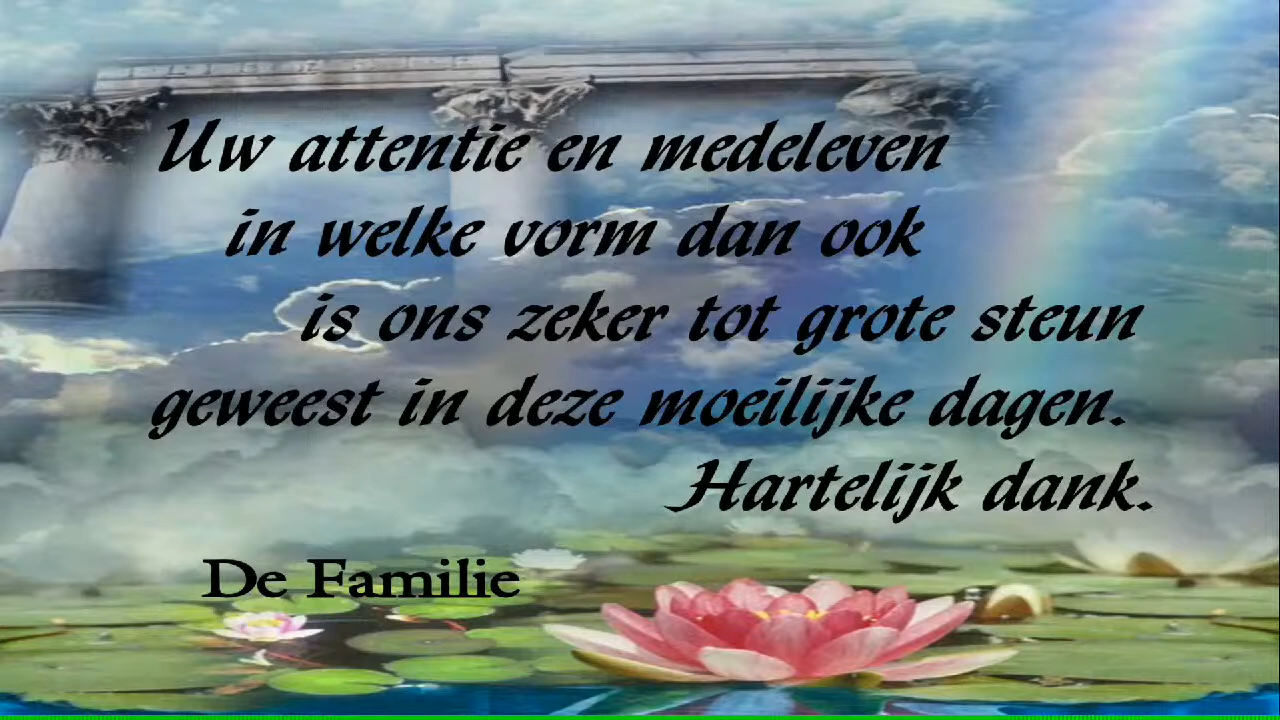 Uw attentie en medeleven
in welke vorm dan ook
is ons zeker tot grote steun
geweest in deze moeilijke dagen.
Hartelijk dank.
De Familie